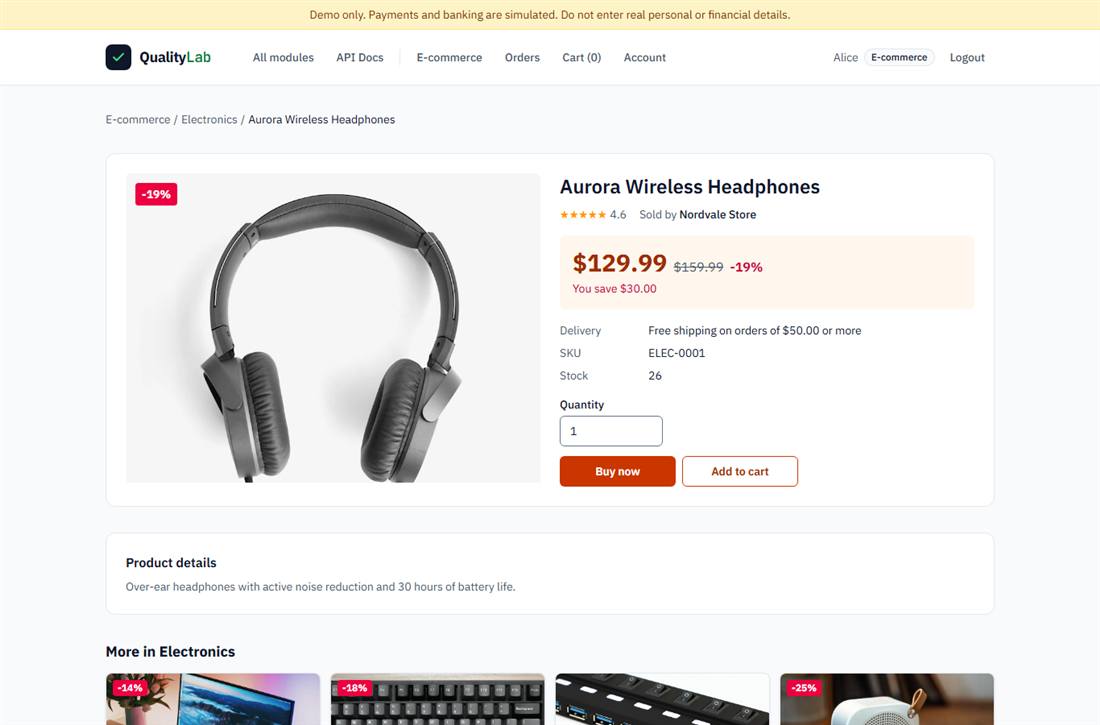 Demo only. Payments and banking are simulated. Do not enter real personal or financial details.
QualityLab
All modules
API Docs
E-commerce
Orders
Cart (0)
Account
Alice
E-commerce
Logout
E-commerce / Electronics / Aurora Wireless Headphones
-19%
Aurora Wireless Headphones
★★★★★ 4.6 Sold by Nordvale Store
$129.99 $159.99 -19%
You save $30.00
Delivery Free shipping on orders of $50.00 or more
SKU ELEC-0001
Stock 26
Quantity
1
Buy now
Add to cart
Product details
Over-ear headphones with active noise reduction and 30 hours of battery life.
More in Electronics
-14%
-18%
-25%